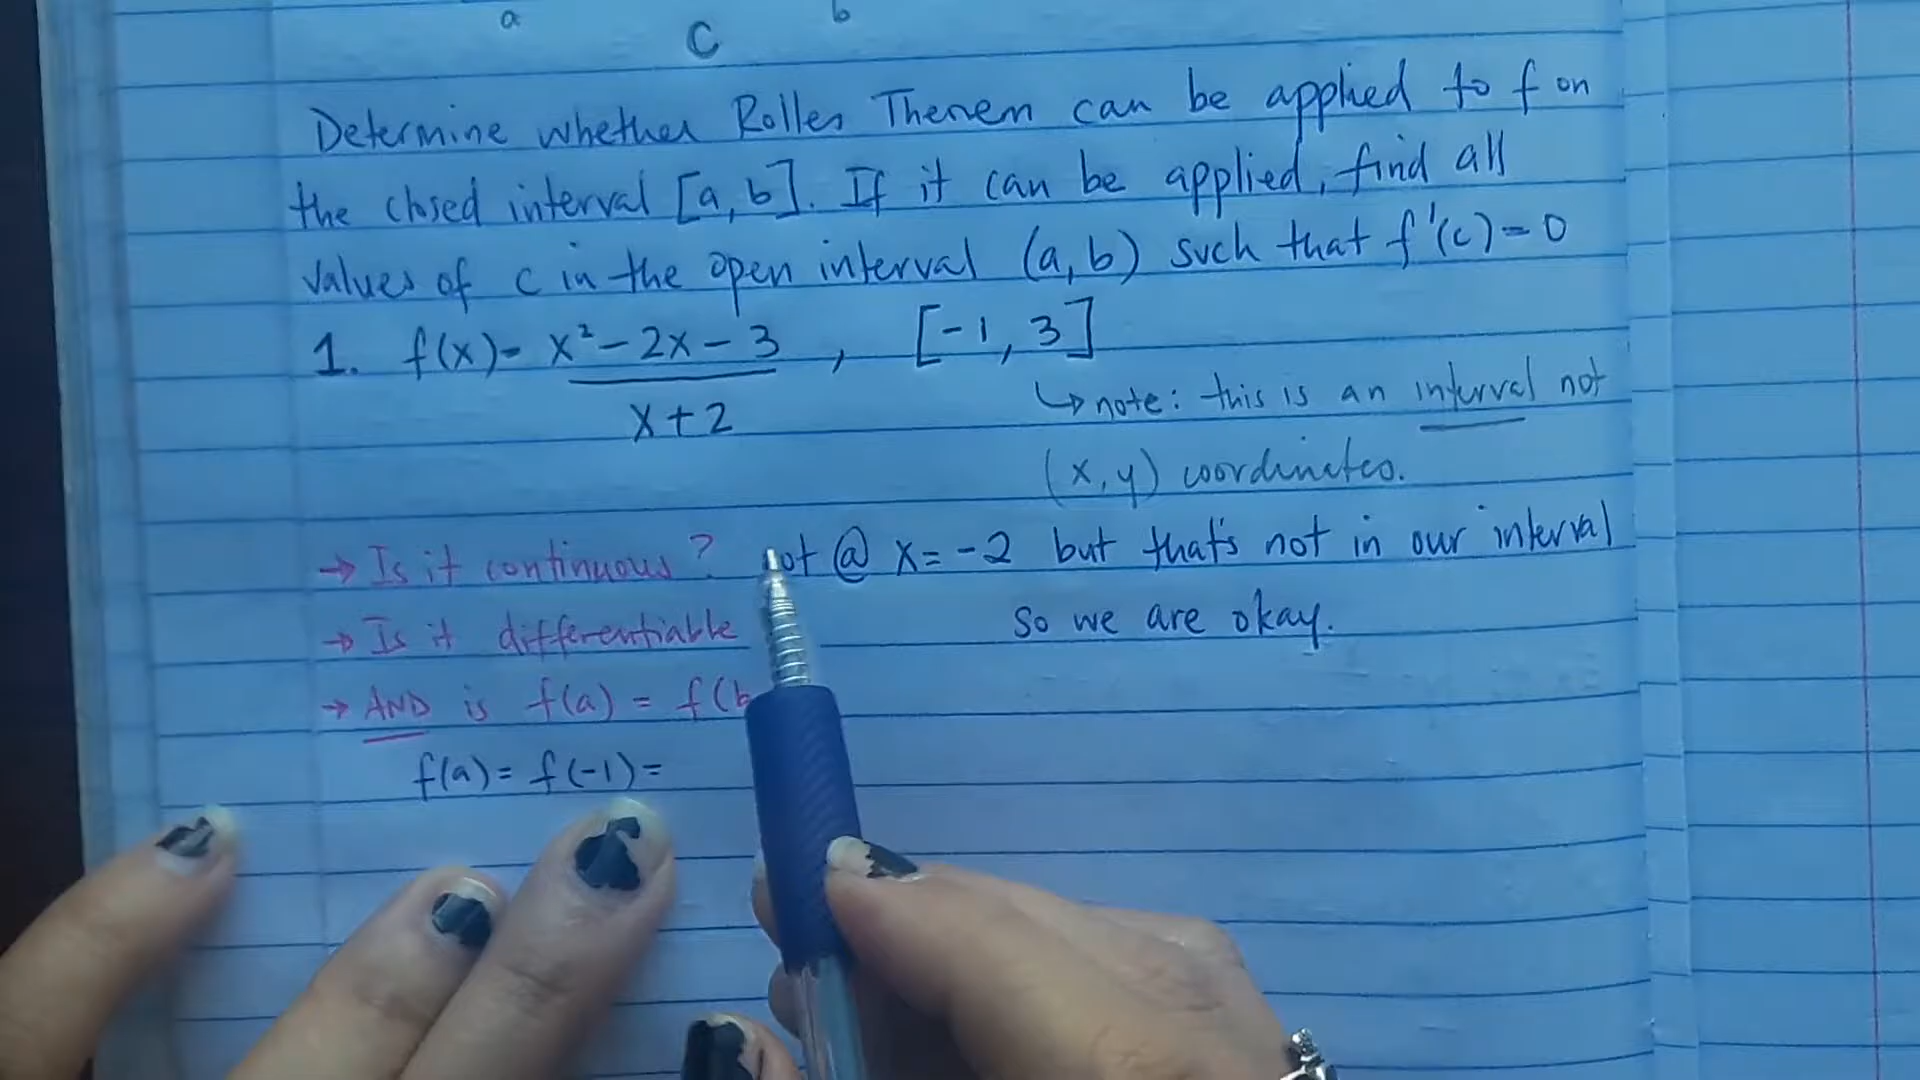 a b
c
Determine whether Rolles Therem can be applied to f on
the closed interval [a, b]. If it can be applied, find all
values of c in the open interval (a, b) such that f'(c) = 0
1. f(x) = x² - 2x - 3 , [-1, 3]
x + 2
↳ note: this is an interval not
(x, y) coordinates.
→ Is it continuous? not @ x = -2 but that's not in our interval
→ Is it differentiable so we are okay.
→ AND is f(a) = f(b
f(a) = f(-1) =